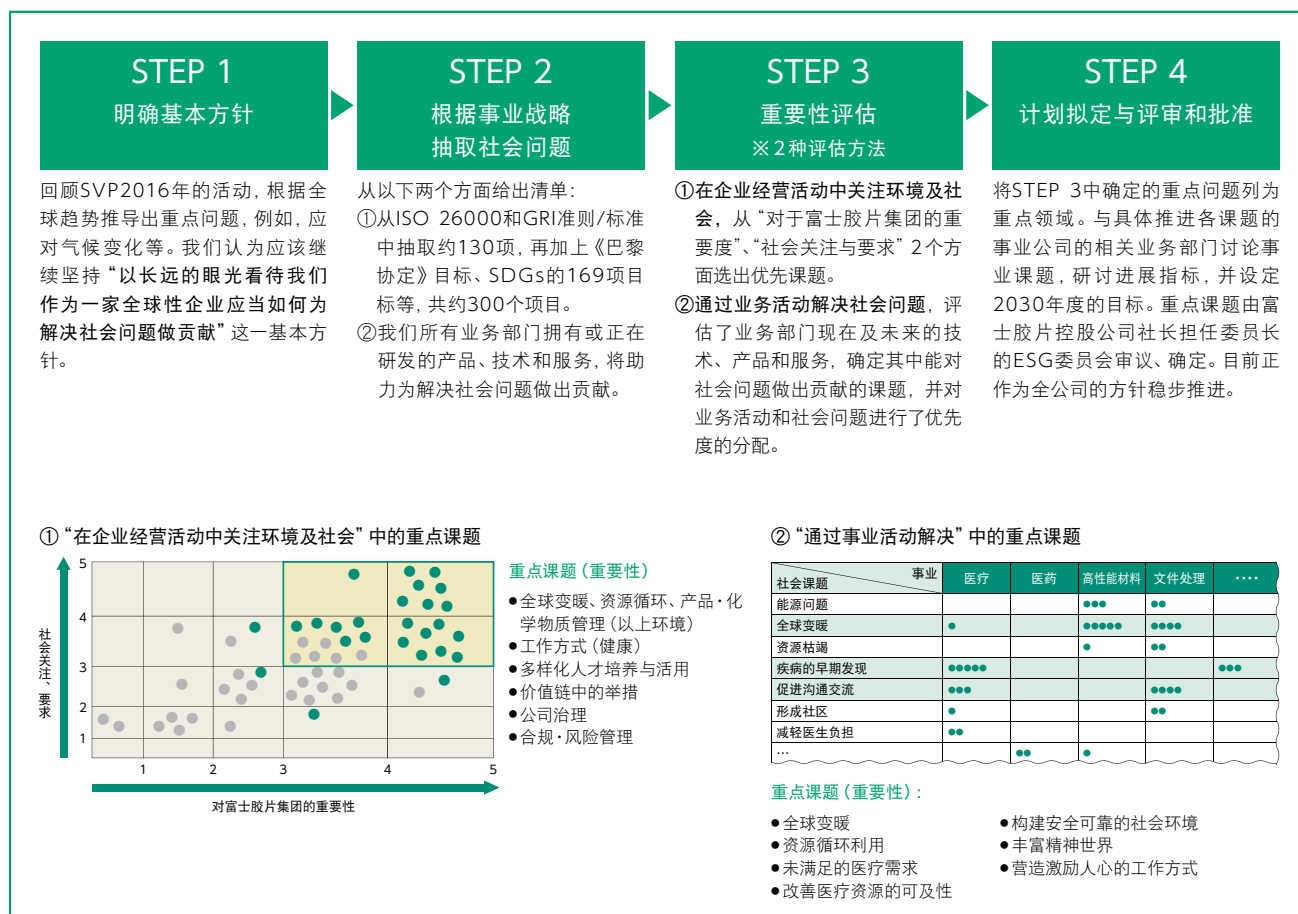 STEP 1
明确基本方针
STEP 2
根据事业战略
抽取社会问题
STEP 3
重要性评估
※2种评估方法
STEP 4
计划拟定与评审和批准
回顾SVP2016年的活动，根据全
球趋势推导出重点问题，例如，应
对气候变化等。我们认为应该继
续坚持“以长远的眼光看待我们
作为一家全球性企业应当如何为
解决社会问题做贡献”这一基本方
针。
从以下两个方面给出清单：
①从ISO 26000和GRI准则/标准
中抽取约130项，再加上《巴黎
协定》目标、SDGs的169项目
标等，共约300个项目。
②我们所有业务部门拥有或正在
研发的产品、技术和服务，将助
力为解决社会问题做出贡献。
①在企业经营活动中关注环境及社
会，从“对于富士胶片集团的重
要度”、“社会关注与要求”2个方
面选出优先课题。
②通过业务活动解决社会问题，评
估了业务部门现在及未来的技
术、产品和服务，确定其中能对
社会问题做出贡献的课题，并对
业务活动和社会问题进行了优先
度的分配。
将STEP 3中确定的重点问题列为
重点领域。与具体推进各课题的
事业公司的相关业务部门讨论事
业课题，研讨进展指标，并设定
2030年度的目标。重点课题由富
士胶片控股公司社长担任委员长
的ESG委员会审议、确定。目前正
作为全公司的方针稳步推进。
①“在企业经营活动中关注环境及社会”中的重点课题
社会关注、要求
5
4
3
2
1
1 2 3 4 5
对富士胶片集团的重要性
重点课题（重要性）
●全球变暖、资源循环、产品·化
学物质管理（以上环境）
●工作方式（健康）
●多样化人才培养与活用
●价值链中的举措
●公司治理
●合规·风险管理
②“通过事业活动解决”中的重点课题
事业
社会课题
医疗 医药 高性能材料 文件处理 ····
能源问题 ●●● ●●
全球变暖 ● ●●●●● ●●●●
资源枯竭 ● ●●
疾病的早期发现 ●●●●● ●●●
促进沟通交流 ●●● ●●●●
形成社区 ● ●●
减轻医生负担 ●●
… ●● ●
重点课题（重要性）：
●全球变暖
●资源循环利用
●未满足的医疗需求
●改善医疗资源的可及性
●构建安全可靠的社会环境
●丰富精神世界
●营造激励人心的工作方式